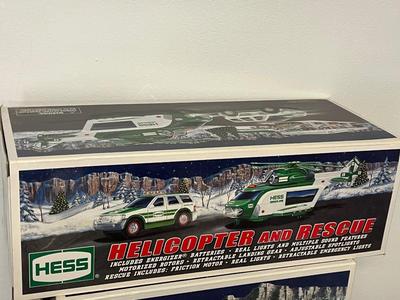 HESS
HELICOPTER AND RESCUE
INCLUDES ENERGIZER® BATTERIES · REAL LIGHTS AND MULTIPLE SOUND FEATURES
MOTORIZED ROTORS · RETRACTABLE LANDING GEAR · ADJUSTABLE SPOTLIGHTS
RESCUE INCLUDES: FRICTION MOTOR · REAL LIGHTS · RETRACTABLE EMERGENCY LIGHTS
HESS